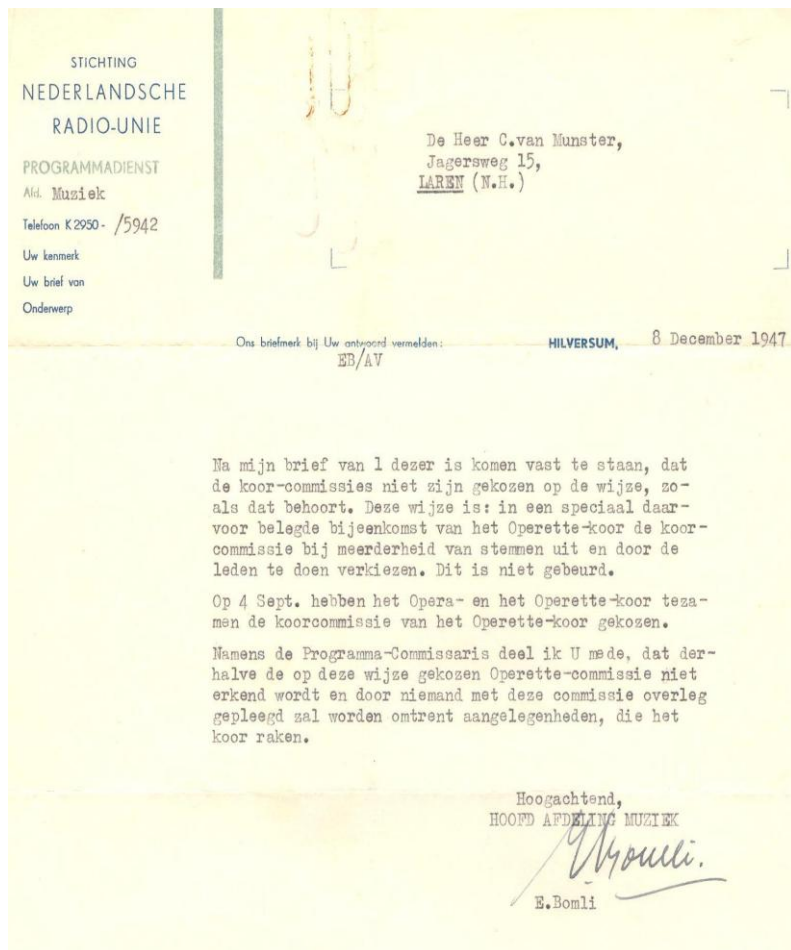 STICHTING
NEDERLANDSCHE
RADIO-UNIE
PROGRAMMADIENST
Afd. Muziek
Telefoon K 2950 - /5942
Uw kenmerk
Uw brief van
Onderwerp
De Heer C.van Munster,
Jagersweg 15,
LAREN (N.H.)
Ons briefmerk bij Uw antwoord vermelden:
EB/AV
HILVERSUM, 8 December 1947
Na mijn brief van 1 dezer is komen vast te staan, dat
de koor-commissies niet zijn gekozen op de wijze, zo-
als dat behoort. Deze wijze is: in een speciaal daar-
voor belegde bijeenkomst van het Operette-koor de koor-
commissie bij meerderheid van stemmen uit en door de
leden te doen verkiezen. Dit is niet gebeurd.
Op 4 Sept. hebben het Opera- en het Operette-koor teza-
men de koorcommissie van het Operette-koor gekozen.
Namens de Programma-Commissaris deel ik U mede, dat der-
halve de op deze wijze gekozen Operette-commissie niet
erkend wordt en door niemand met deze commissie overleg
gepleegd zal worden omtrent aangelegenheden, die het
koor raken.
Hoogachtend,
HOOFD AFDELING MUZIEK
EBomli.
E.Bomli